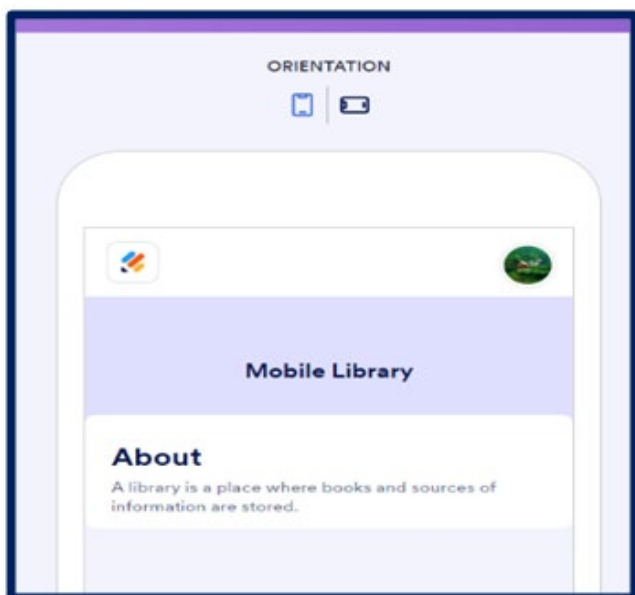 ORIENTATION
Mobile Library
About
A library is a place where books and sources of
information are stored.